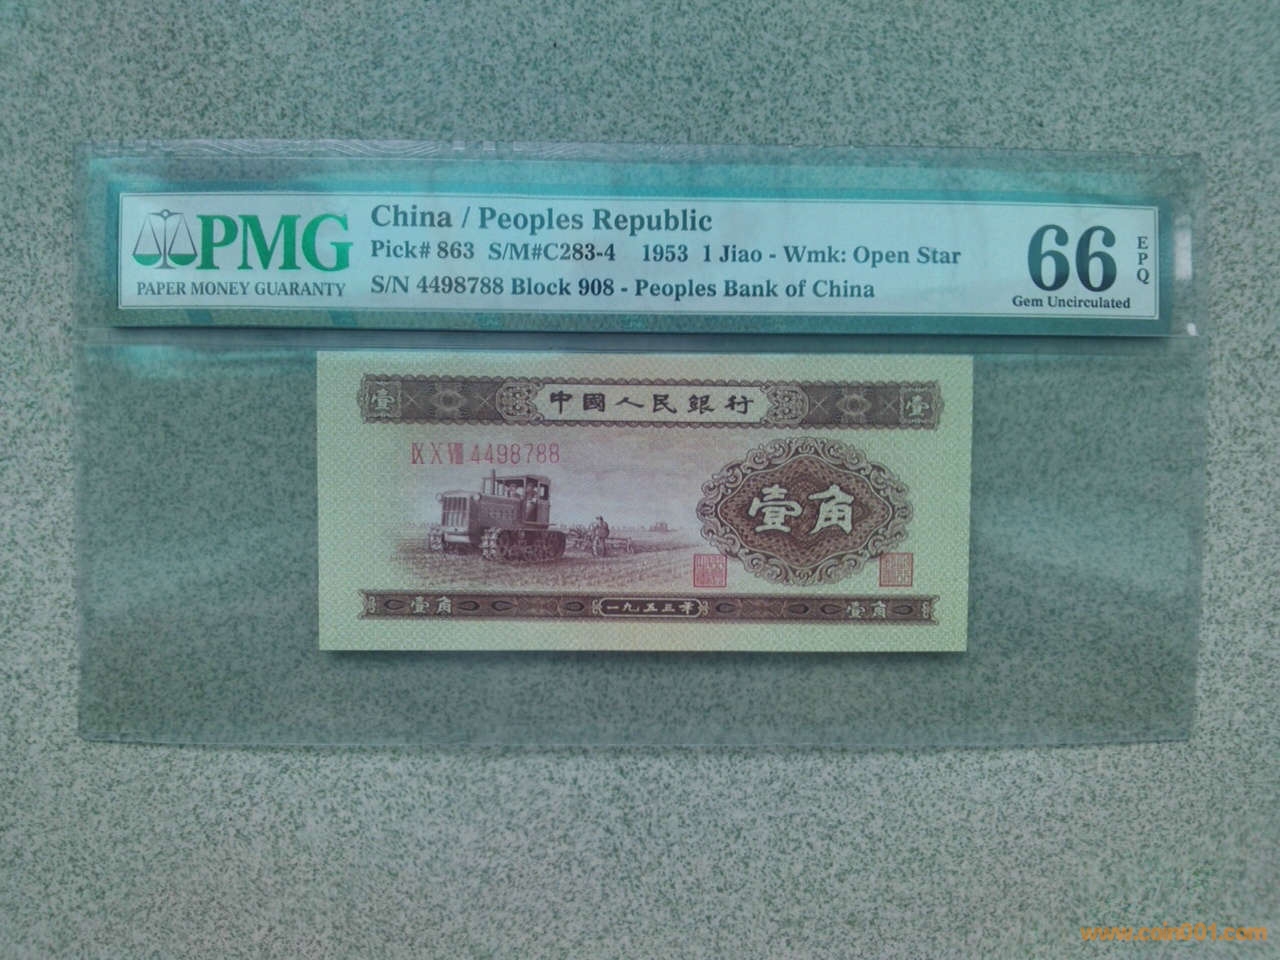 PMG
PAPER MONEY GUARANTY
China / Peoples Republic
Pick# 863 S/M#C283-4 1953 1 Jiao - Wmk: Open Star
S/N 4498788 Block 908 - Peoples Bank of China
66
EPQ
Gem Uncirculated
壹 中國人民銀行 壹
ⅨⅩⅧ 4498788
壹角
壹角 一九五三年 壹角
www.coin001.com